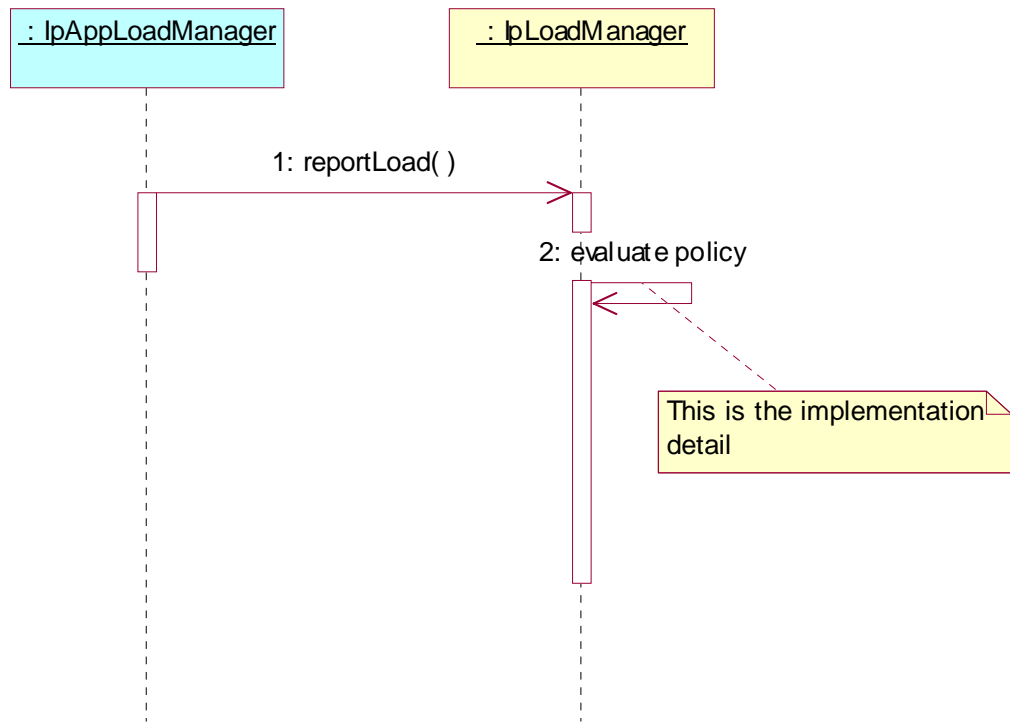 : IpAppLoadManager
: IpLoadManager
1: reportLoad( )
2: evaluate policy
This is the implementation
detail